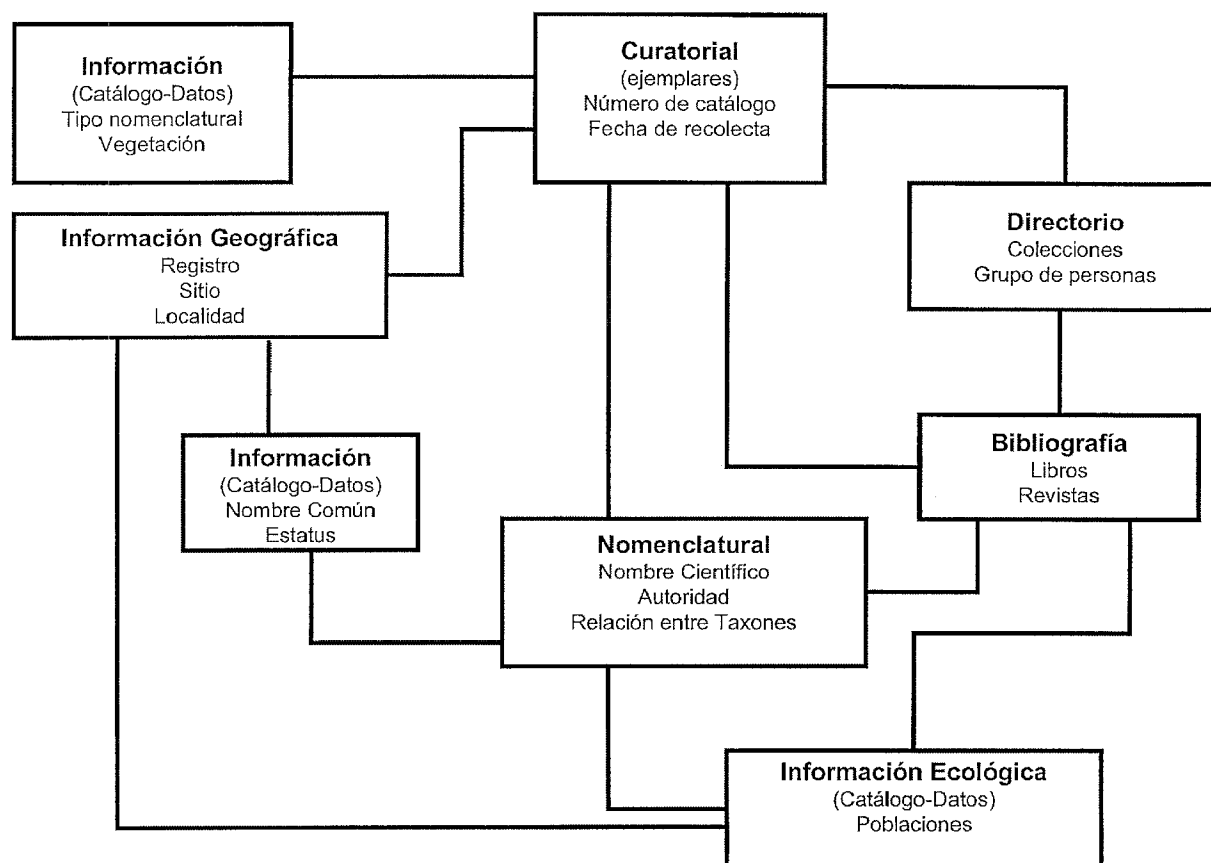 Información
(Catálogo-Datos)
Tipo nomenclatural
Vegetación
Curatorial
(ejemplares)
Número de catálogo
Fecha de recolecta
Información Geográfica
Registro
Sitio
Localidad
Directorio
Colecciones
Grupo de personas
Información
(Catálogo-Datos)
Nombre Común
Estatus
Bibliografía
Libros
Revistas
Nomenclatural
Nombre Científico
Autoridad
Relación entre Taxones
Información Ecológica
(Catálogo-Datos)
Poblaciones